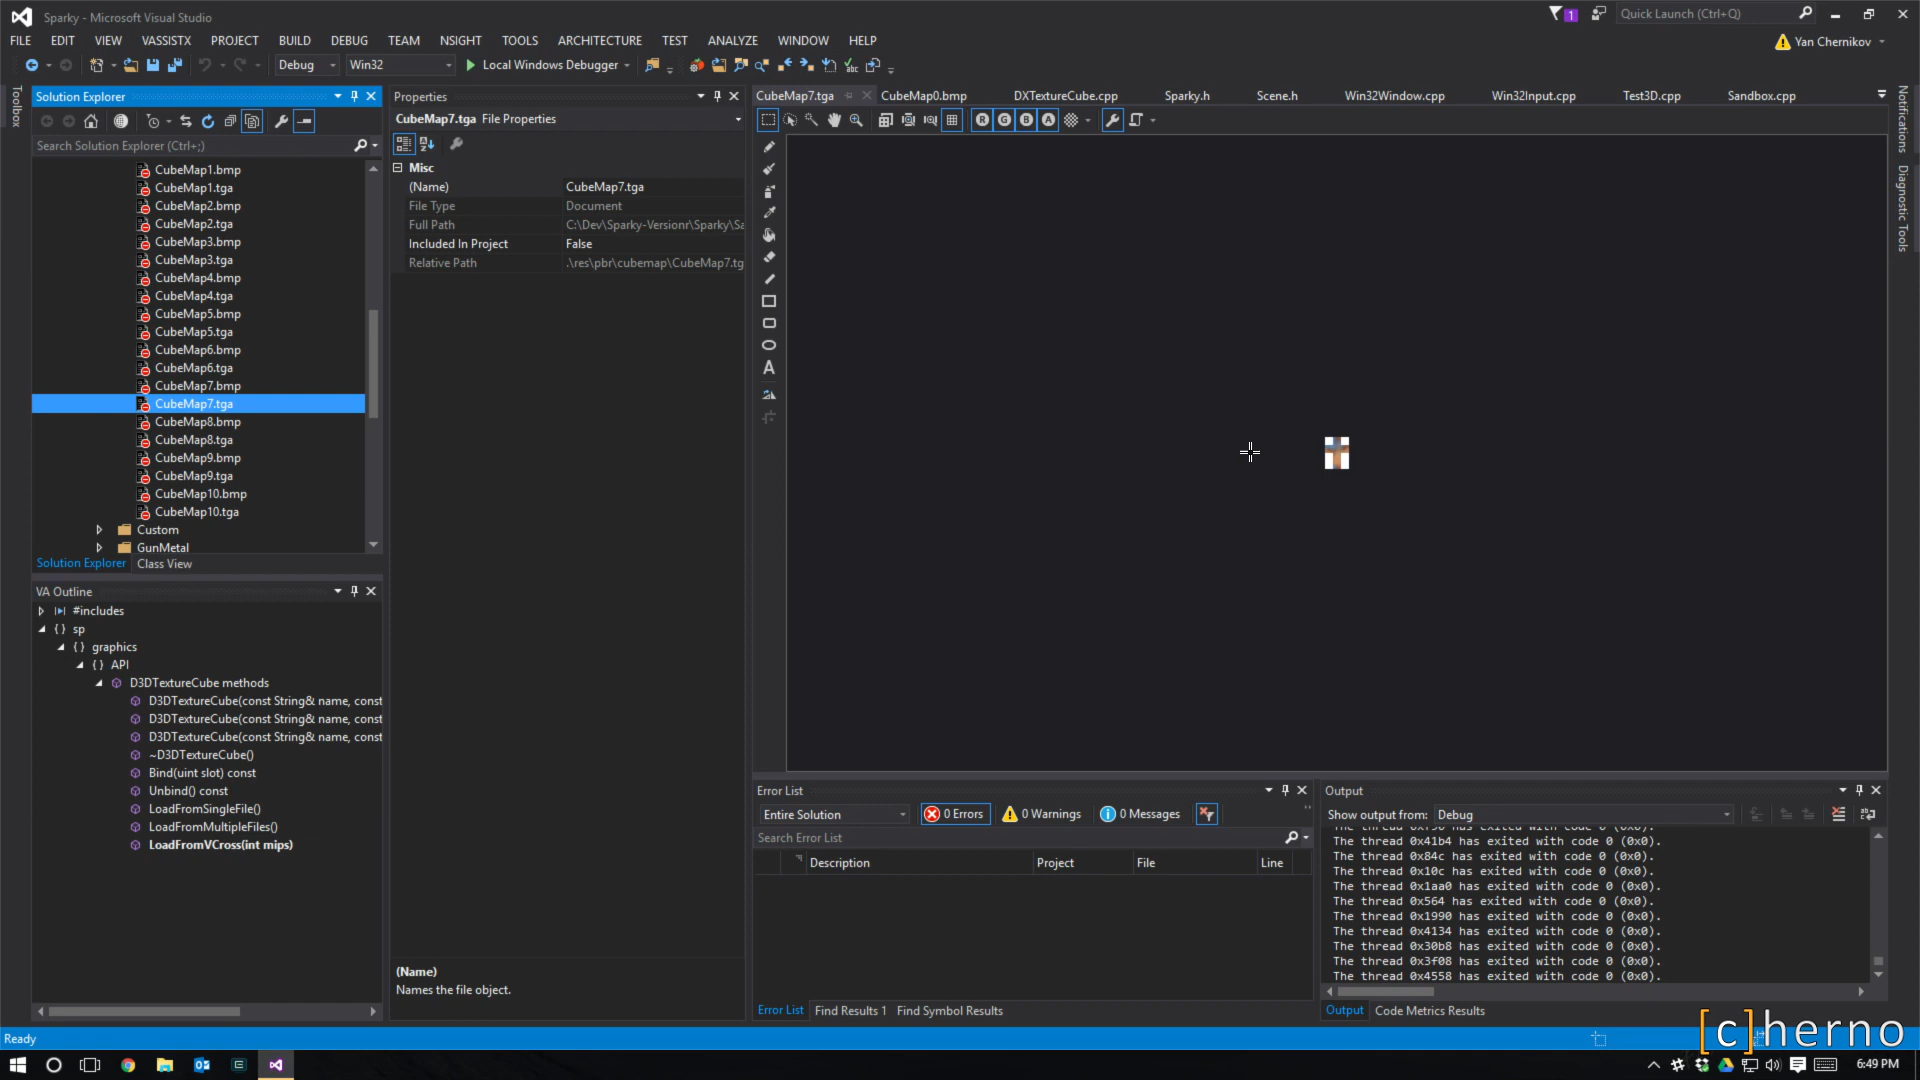 Sparky - Microsoft Visual Studio
1
Quick Launch (Ctrl+Q)
FILE EDIT VIEW VASSISTX PROJECT BUILD DEBUG TEAM NSIGHT TOOLS ARCHITECTURE TEST ANALYZE WINDOW HELP
Yan Chernikov
Debug Win32 Local Windows Debugger
Toolbox
Solution Explorer
Search Solution Explorer (Ctrl+;)
CubeMap1.bmp
CubeMap1.tga
CubeMap2.bmp
CubeMap2.tga
CubeMap3.bmp
CubeMap3.tga
CubeMap4.bmp
CubeMap4.tga
CubeMap5.bmp
CubeMap5.tga
CubeMap6.bmp
CubeMap6.tga
CubeMap7.bmp
CubeMap7.tga
CubeMap8.bmp
CubeMap8.tga
CubeMap9.bmp
CubeMap9.tga
CubeMap10.bmp
CubeMap10.tga
Custom
GunMetal
Solution Explorer Class View
VA Outline
#includes
{} sp
{} graphics
{} API
D3DTextureCube methods
D3DTextureCube(const String& name, const
D3DTextureCube(const String& name, const
D3DTextureCube(const String& name, const
~D3DTextureCube()
Bind(uint slot) const
Unbind() const
LoadFromSingleFile()
LoadFromMultipleFiles()
LoadFromVCross(int mips)
Properties
CubeMap7.tga File Properties
Misc
(Name) CubeMap7.tga
File Type Document
Full Path C:\Dev\Sparky-Versionr\Sparky\Sa
Included In Project False
Relative Path .\res\pbr\cubemap\CubeMap7.tg
(Name)
Names the file object.
CubeMap7.tga CubeMap0.bmp DXTextureCube.cpp Sparky.h Scene.h Win32Window.cpp Win32Input.cpp Test3D.cpp Sandbox.cpp
R G B A
A
Notifications
Diagnostic Tools
Error List
Entire Solution 0 Errors 0 Warnings 0 Messages
Search Error List
Description Project File Line
Error List Find Results 1 Find Symbol Results
Output
Show output from: Debug
The thread 0x41b4 has exited with code 0 (0x0).
The thread 0x84c has exited with code 0 (0x0).
The thread 0x10c has exited with code 0 (0x0).
The thread 0x1aa0 has exited with code 0 (0x0).
The thread 0x564 has exited with code 0 (0x0).
The thread 0x1990 has exited with code 0 (0x0).
The thread 0x4134 has exited with code 0 (0x0).
The thread 0x30b8 has exited with code 0 (0x0).
The thread 0x3f08 has exited with code 0 (0x0).
The thread 0x4558 has exited with code 0 (0x0).
Output Code Metrics Results
Ready
[c]herno
6:49 PM